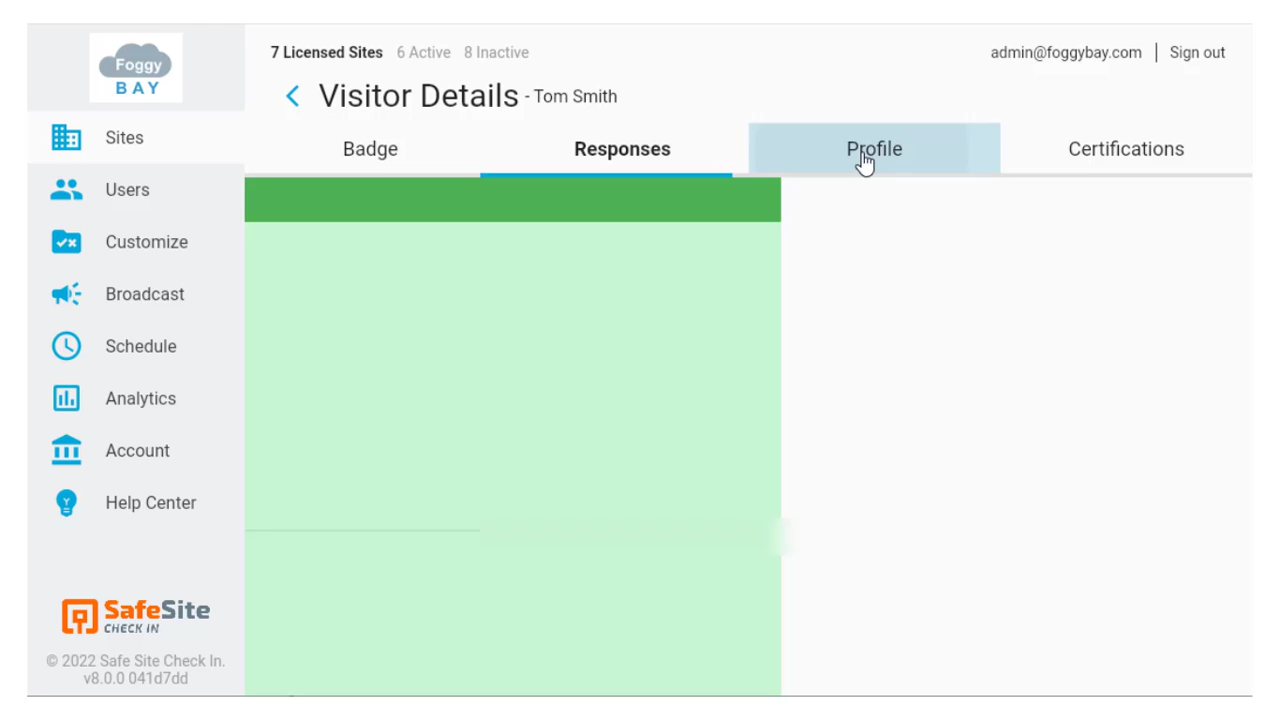 Foggy
BAY
7 Licensed Sites 6 Active 8 Inactive
admin@foggybay.com | Sign out
Visitor Details - Tom Smith
Badge
Responses
Profile
Certifications
Sites
Users
Customize
Broadcast
Schedule
Analytics
Account
Help Center
SafeSite
CHECK IN
© 2022 Safe Site Check In.
v8.0.0 041d7dd